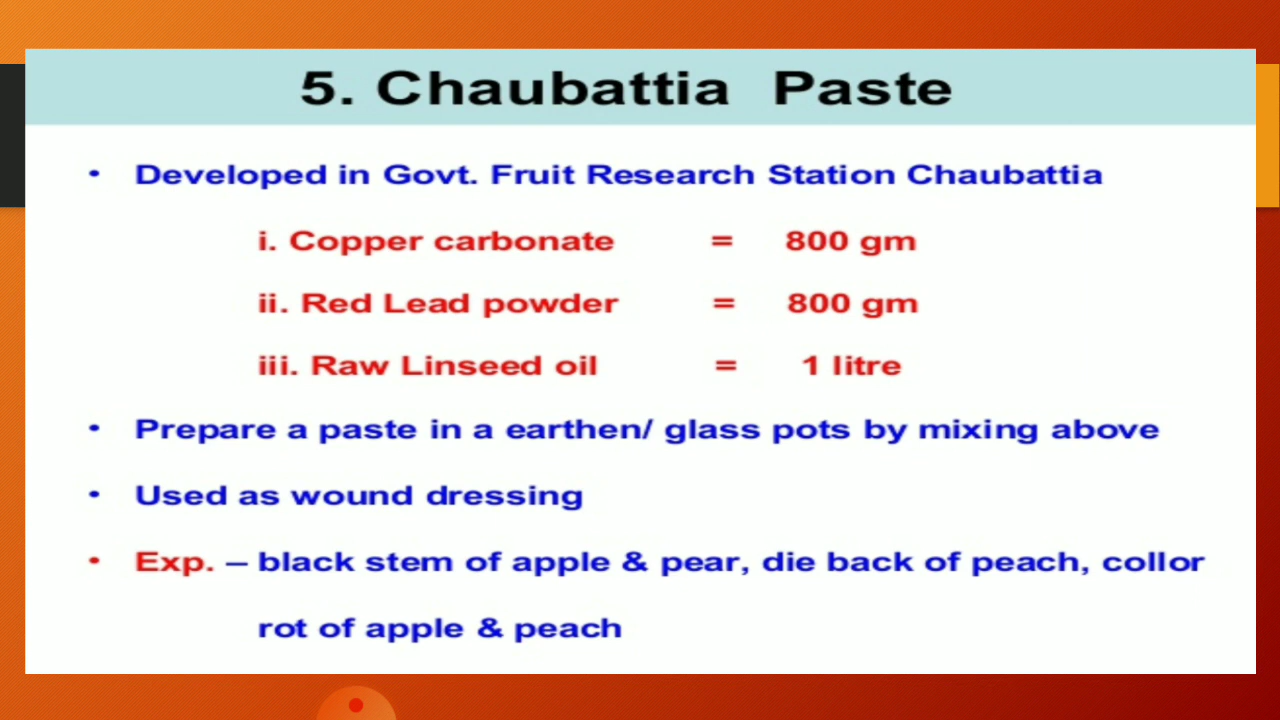 5. Chaubattia Paste
• Developed in Govt. Fruit Research Station Chaubattia
i. Copper carbonate = 800 gm
ii. Red Lead powder = 800 gm
iii. Raw Linseed oil = 1 litre
• Prepare a paste in a earthen/ glass pots by mixing above
• Used as wound dressing
• Exp. – black stem of apple & pear, die back of peach, collor
rot of apple & peach